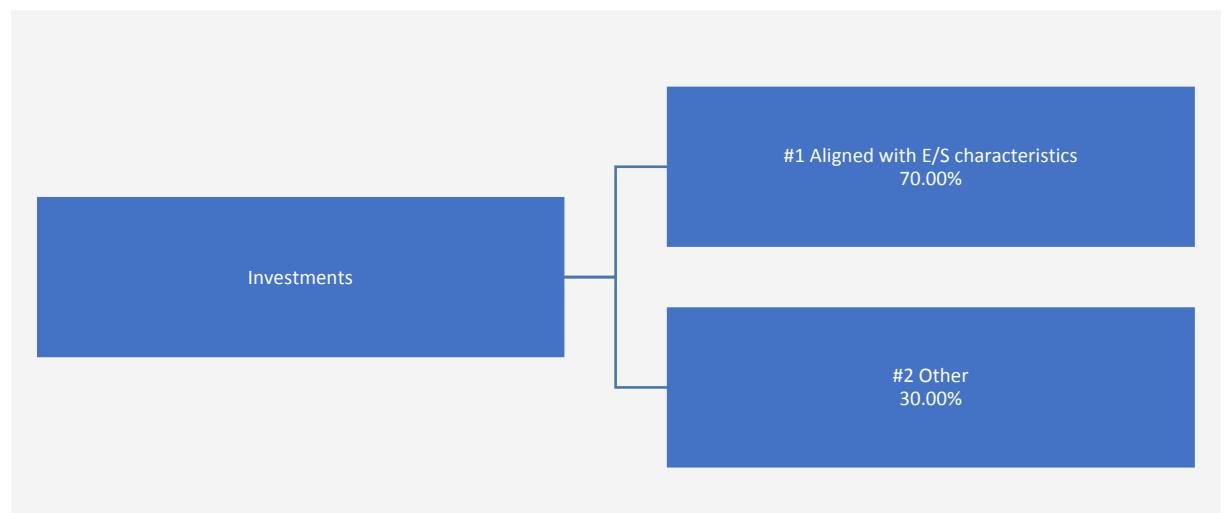 Investments
#1 Aligned with E/S characteristics
70.00%
#2 Other
30.00%